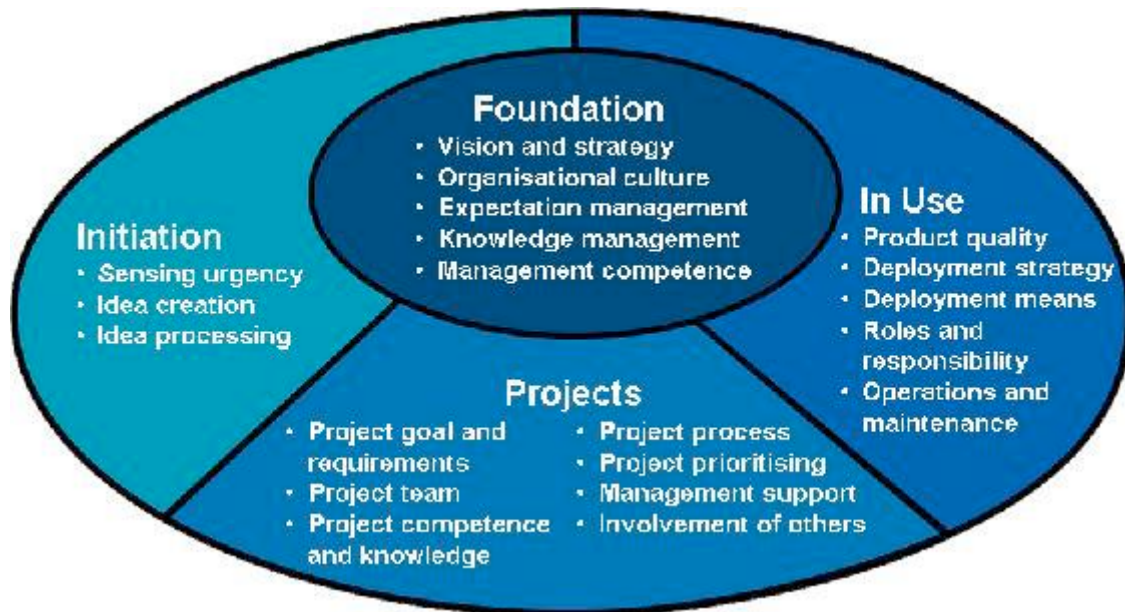 Foundation
• Vision and strategy
• Organisational culture
• Expectation management
• Knowledge management
• Management competence
Initiation
• Sensing urgency
• Idea creation
• Idea processing
In Use
• Product quality
• Deployment strategy
• Deployment means
• Roles and
responsibility
• Operations and
maintenance
Projects
• Project goal and
requirements
• Project team
• Project competence
and knowledge
• Project process
• Project prioritising
• Management support
• Involvement of others